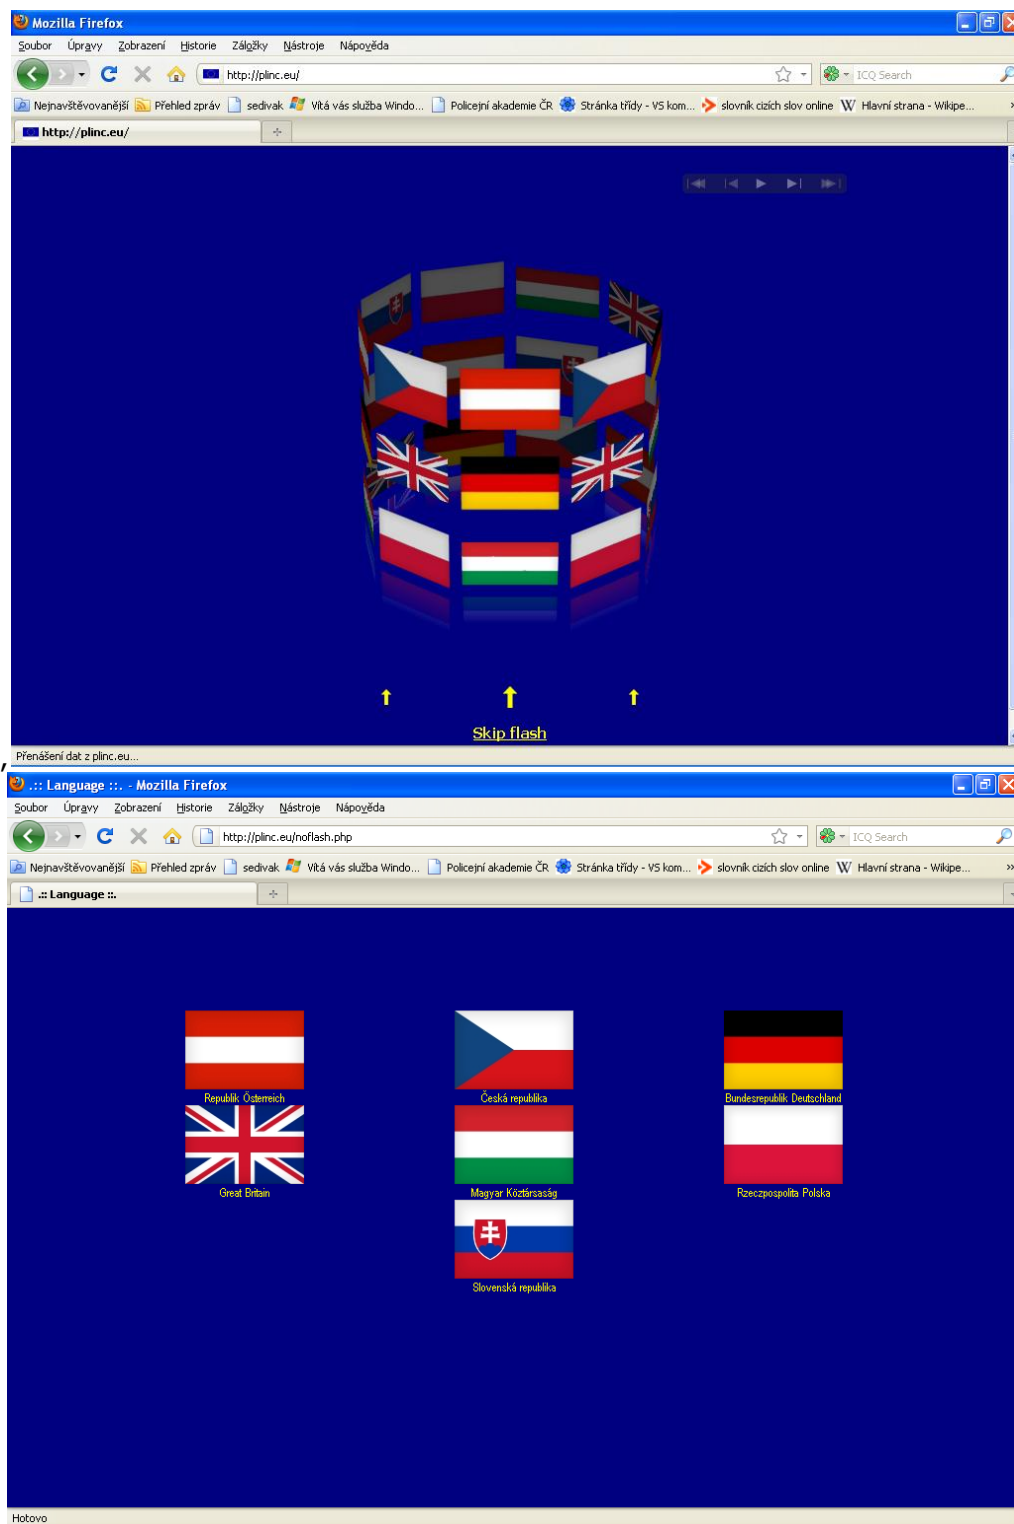 Mozilla Firefox
Soubor Úpravy Zobrazení Historie Záložky Nástroje Nápověda
http://plinc.eu/ ICQ Search
Nejnavštěvovanější Přehled zpráv sedivak Vítá vás služba Windo... Policejní akademie ČR Stránka třídy - VS kom... slovník cizích slov online W Hlavní strana - Wikipe...
http://plinc.eu/
Skip flash
Přenášení dat z plinc.eu...
,
.:: Language ::. - Mozilla Firefox
Soubor Úpravy Zobrazení Historie Záložky Nástroje Nápověda
http://plinc.eu/noflash.php ICQ Search
Nejnavštěvovanější Přehled zpráv sedivak Vítá vás služba Windo... Policejní akademie ČR Stránka třídy - VS kom... slovník cizích slov online W Hlavní strana - Wikipe... »
.:: Language ::.
Republik Österreich Česká republika Bundesrepublik Deutschland
Great Britain Magyar Köztársaság Rzeczpospolita Polska
Slovenská republika
Hotovo